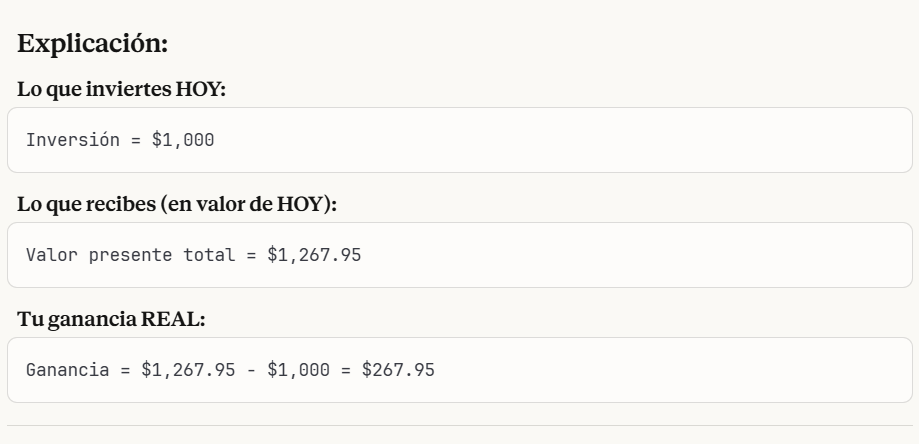 Explicación:
Lo que inviertes HOY:
Inversión = $1,000
Lo que recibes (en valor de HOY):
Valor presente total = $1,267.95
Tu ganancia REAL:
Ganancia = $1,267.95 - $1,000 = $267.95